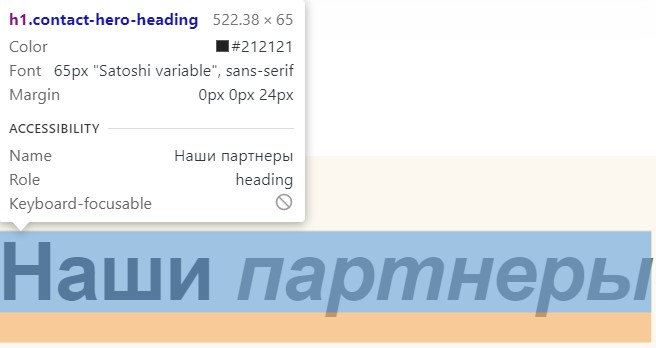 h1.contact-hero-heading 522.38 × 65
Color #212121
Font 65px "Satoshi variable", sans-serif
Margin 0px 0px 24px
ACCESSIBILITY
Name Наши партнеры
Role heading
Keyboard-focusable
Наши партнеры